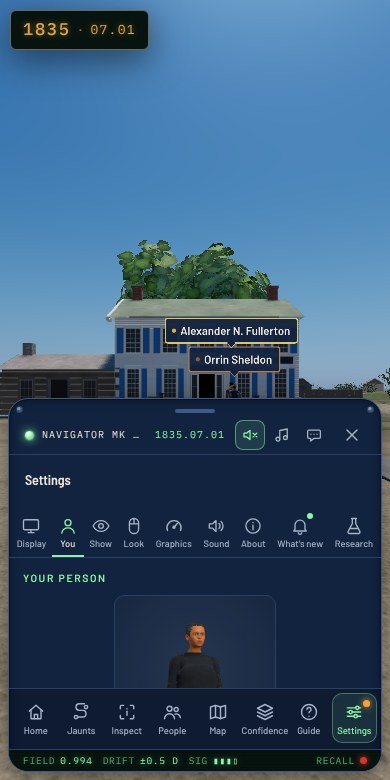 1835 · 07.01
Alexander N. Fullerton
Orrin Sheldon
NAVIGATOR MK … 1835.07.01
Settings
Display You Show Look Graphics Sound About What's new Research
YOUR PERSON
Home Jaunts Inspect People Map Confidence Guide Settings
FIELD 0.994 DRIFT ±0.5 D SIG RECALL